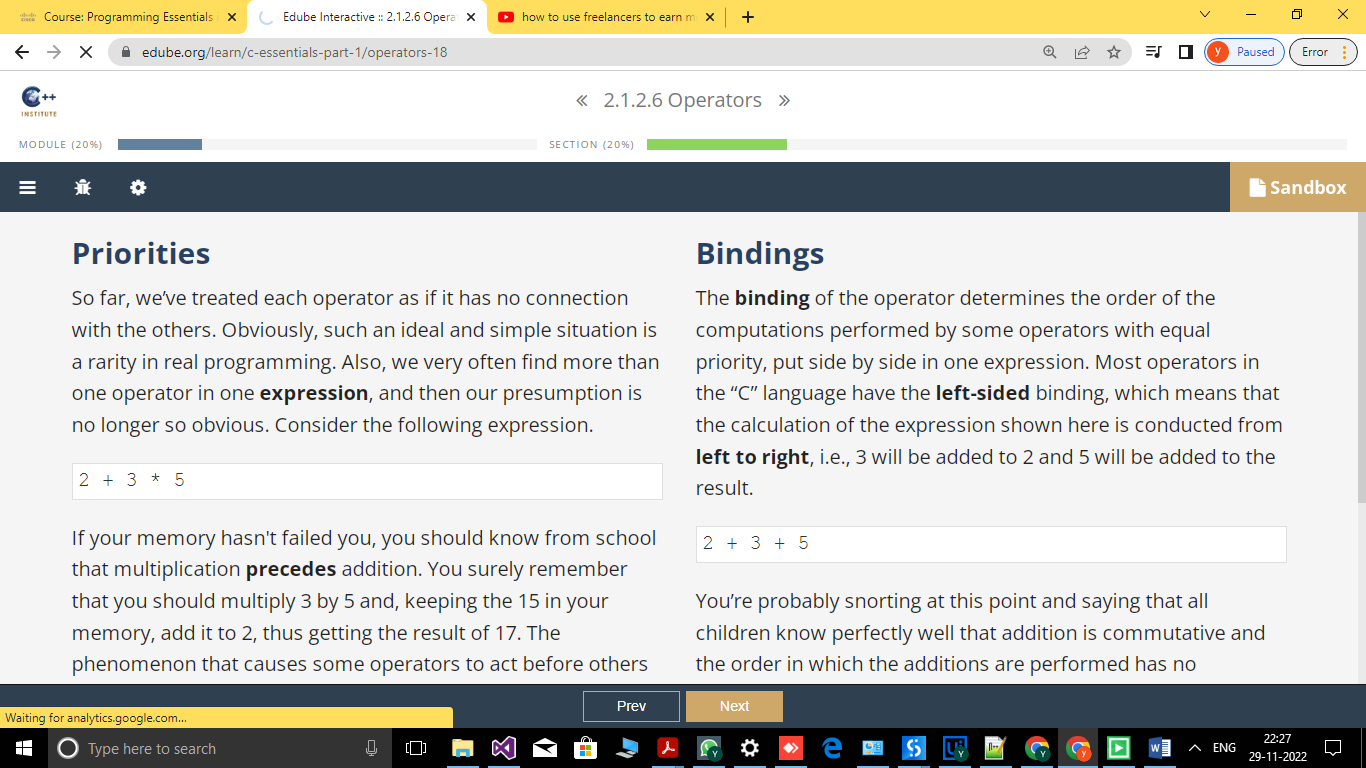 Course: Programming Essentials
Edube Interactive :: 2.1.2.6 Opera
how to use freelancers to earn m
edube.org/learn/c-essentials-part-1/operators-18
y Paused
Error
C++
INSTITUTE
« 2.1.2.6 Operators »
MODULE (20%)
SECTION (20%)
Sandbox
Priorities
So far, we’ve treated each operator as if it has no connection
with the others. Obviously, such an ideal and simple situation is
a rarity in real programming. Also, we very often find more than
one operator in one expression, and then our presumption is
no longer so obvious. Consider the following expression.
2 + 3 * 5
If your memory hasn't failed you, you should know from school
that multiplication precedes addition. You surely remember
that you should multiply 3 by 5 and, keeping the 15 in your
memory, add it to 2, thus getting the result of 17. The
phenomenon that causes some operators to act before others
Bindings
The binding of the operator determines the order of the
computations performed by some operators with equal
priority, put side by side in one expression. Most operators in
the “C” language have the left-sided binding, which means that
the calculation of the expression shown here is conducted from
left to right, i.e., 3 will be added to 2 and 5 will be added to the
result.
2 + 3 + 5
You’re probably snorting at this point and saying that all
children know perfectly well that addition is commutative and
the order in which the additions are performed has no
Prev
Next
Waiting for analytics.google.com...
Type here to search
ENG
22:27
29-11-2022